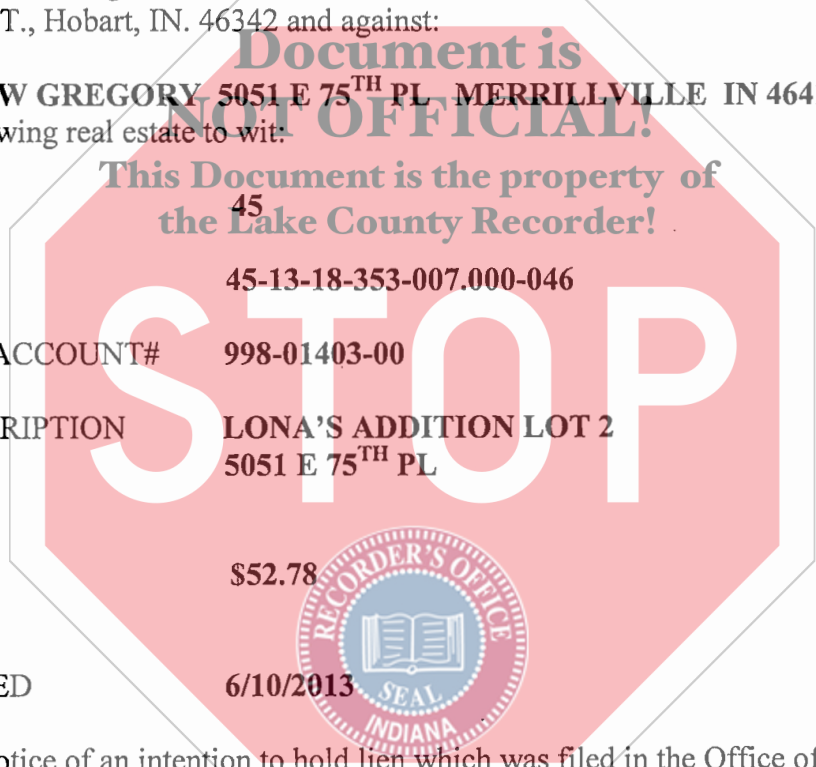 T., Hobart, IN. 46342 and against:
Document is
W GREGORY 5051 E 75TH PL MERRILLVILLE IN 464
NOT OFFICIAL!
wing real estate to wit:
This Document is the property of
45
the Lake County Recorder!
45-13-18-353-007.000-046
STOP
ACCOUNT# 998-01403-00
RIPTION LONA'S ADDITION LOT 2
5051 E 75TH PL
$52.78
RECORDER'S OFFICE
ED 6/10/2013
SEAL
INDIANA
otice of an intention to hold lien which was filed in the Office of